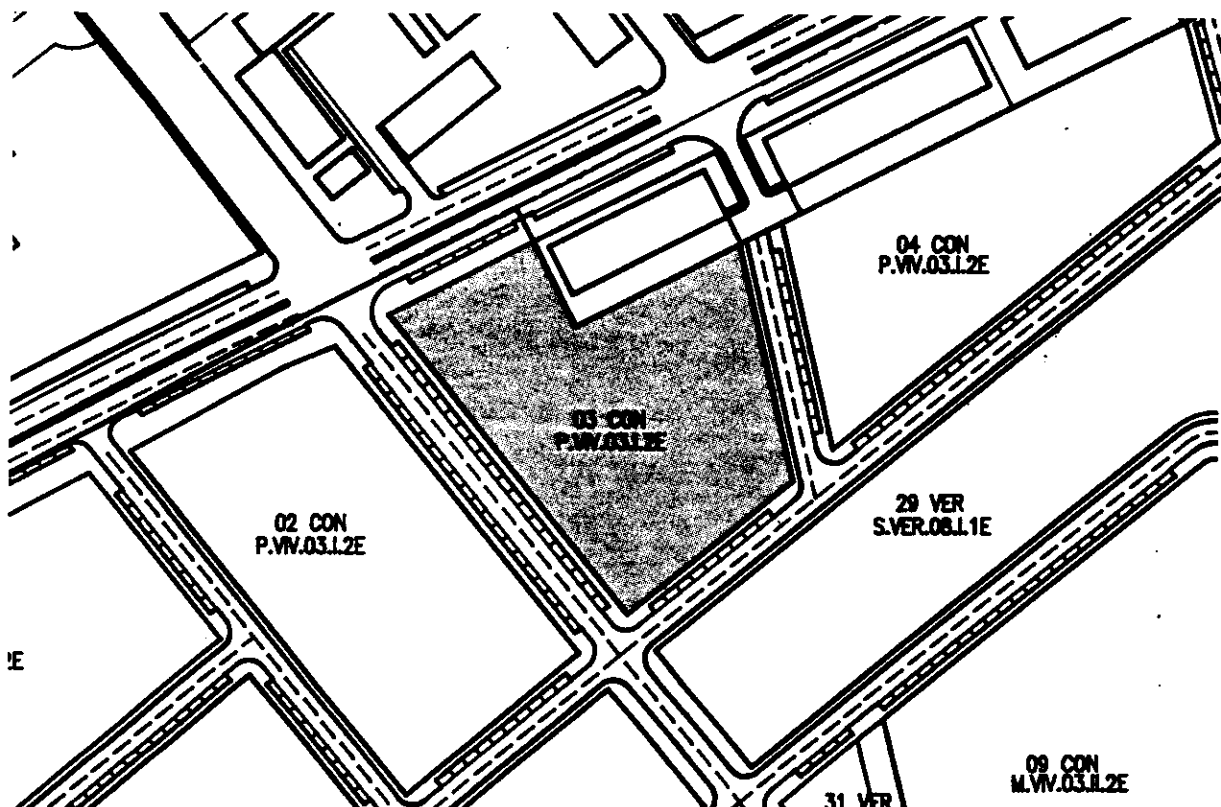 04 CON
P.VIV.03.I.2E
03 CON
P.VIV.03.I.2E
29 VER
S.VER.08.I.1E
02 CON
P.VIV.03.I.2E
09 CON
M.VIV.03.II.2E
31 VER